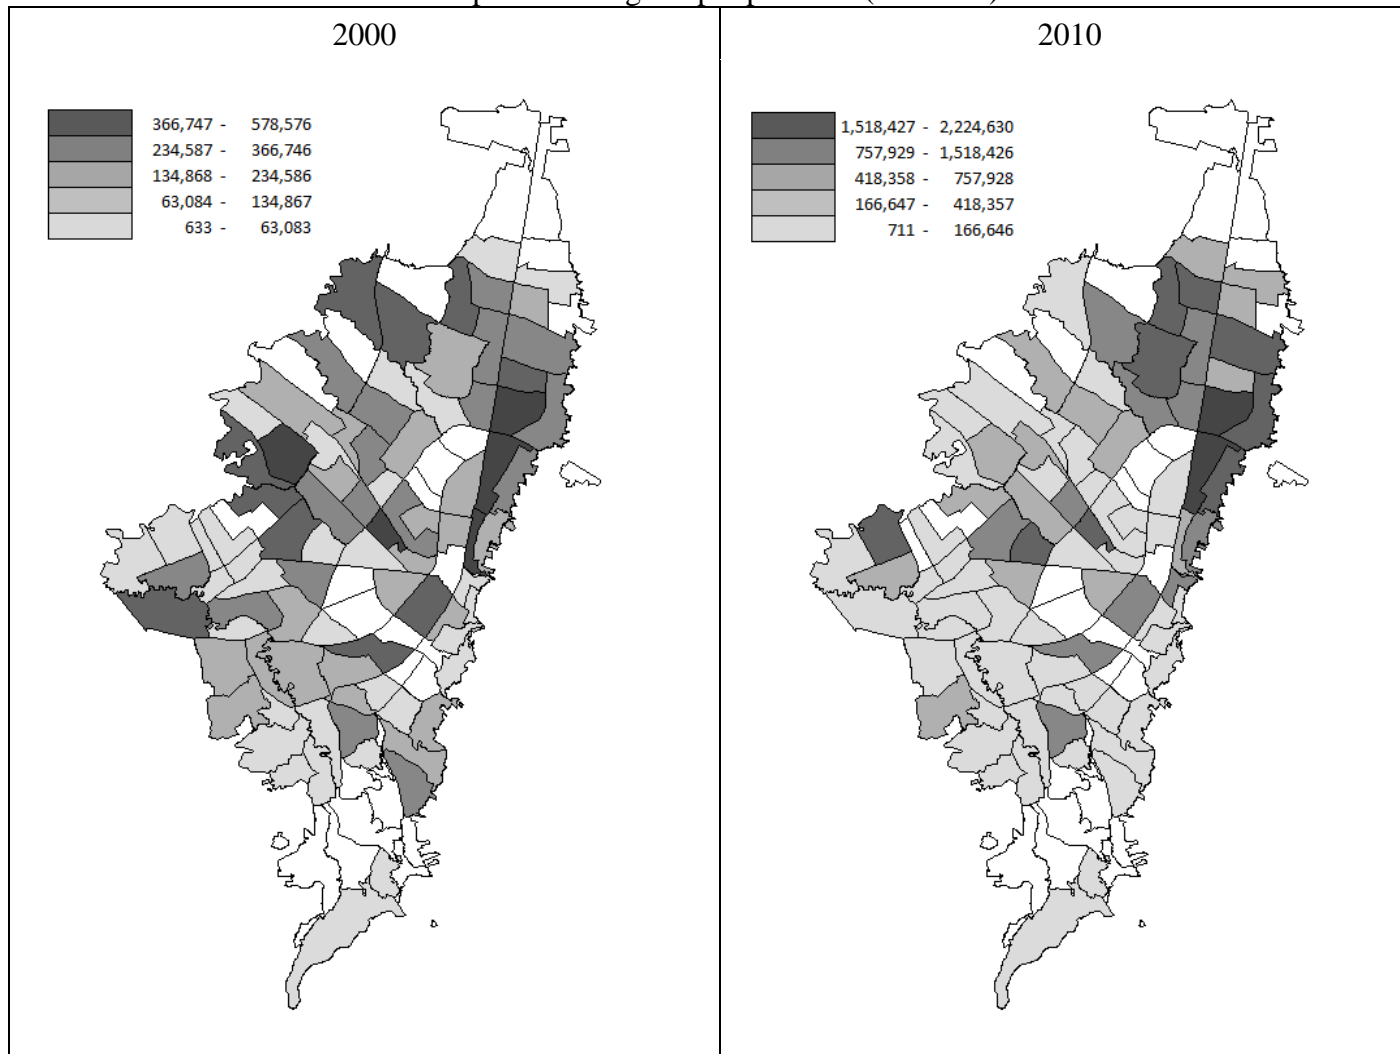 2000
366,747 - 578,576
234,587 - 366,746
134,868 - 234,586
63,084 - 134,867
633 - 63,083
2010
1,518,427 - 2,224,630
757,929 - 1,518,426
418,358 - 757,928
166,647 - 418,357
711 - 166,646